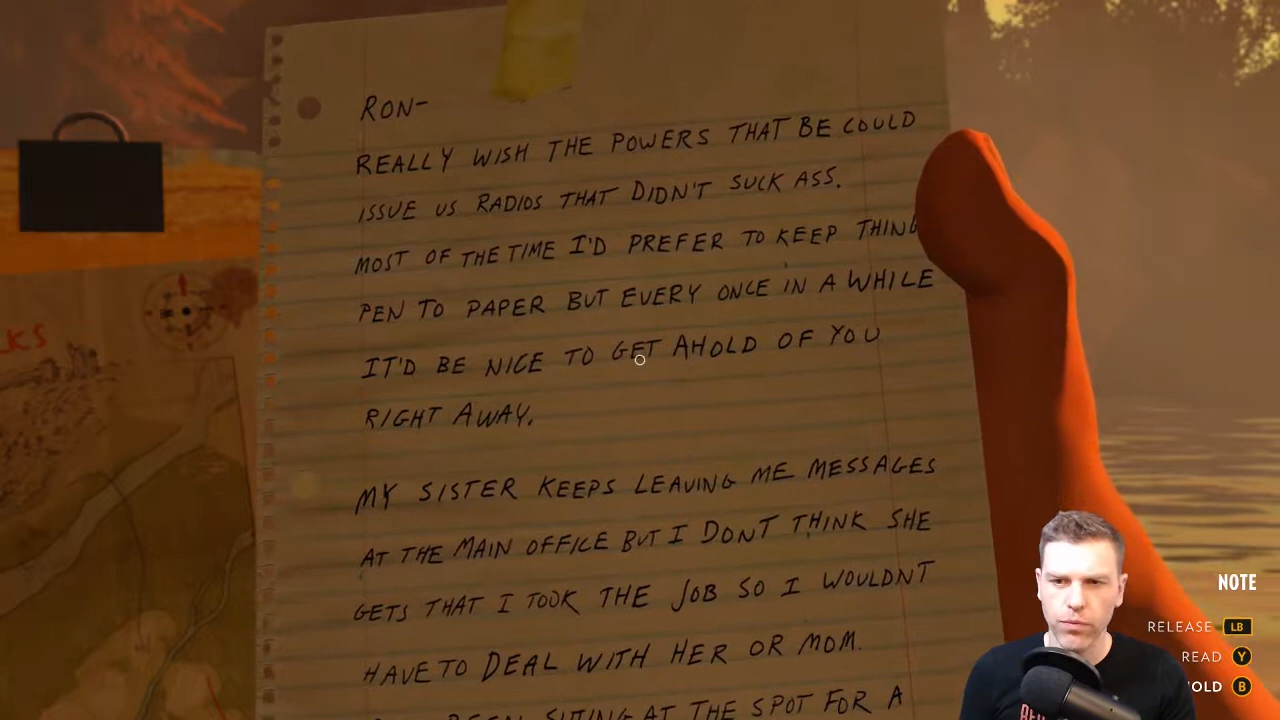 RON-
REALLY WISH THE POWERS THAT BE COULD
ISSUE US RADIOS THAT DIDN'T SUCK ASS.
MOST OF THE TIME I'D PREFER TO KEEP THING
PEN TO PAPER BUT EVERY ONCE IN A WHILE
IT'D BE NICE TO GET AHOLD OF YOU
RIGHT AWAY.
MY SISTER KEEPS LEAVING ME MESSAGES
AT THE MAIN OFFICE BUT I DONT THINK SHE
GETS THAT I TOOK THE JOB SO I WOULDNT
HAVE TO DEAL WITH HER OR MOM.
BEEN SITTING AT THE SPOT FOR A
NOTE
RELEASE LB
READ Y
OLD B